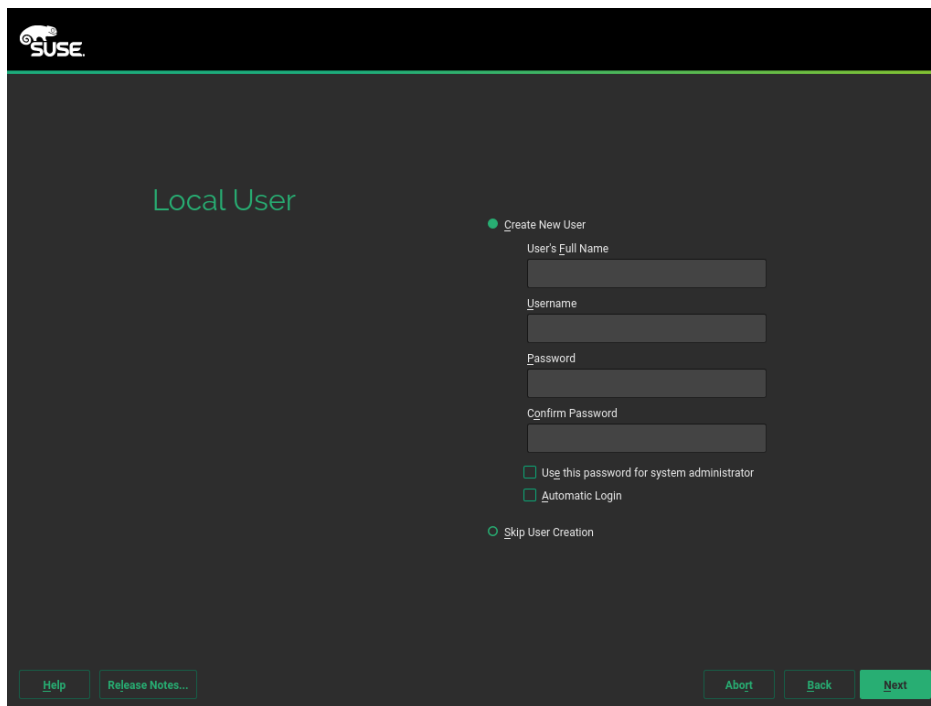 SUSE.
Local User
Create New User
User's Full Name
Username
Password
Confirm Password
Use this password for system administrator
Automatic Login
Skip User Creation
Help Release Notes... Abort Back Next